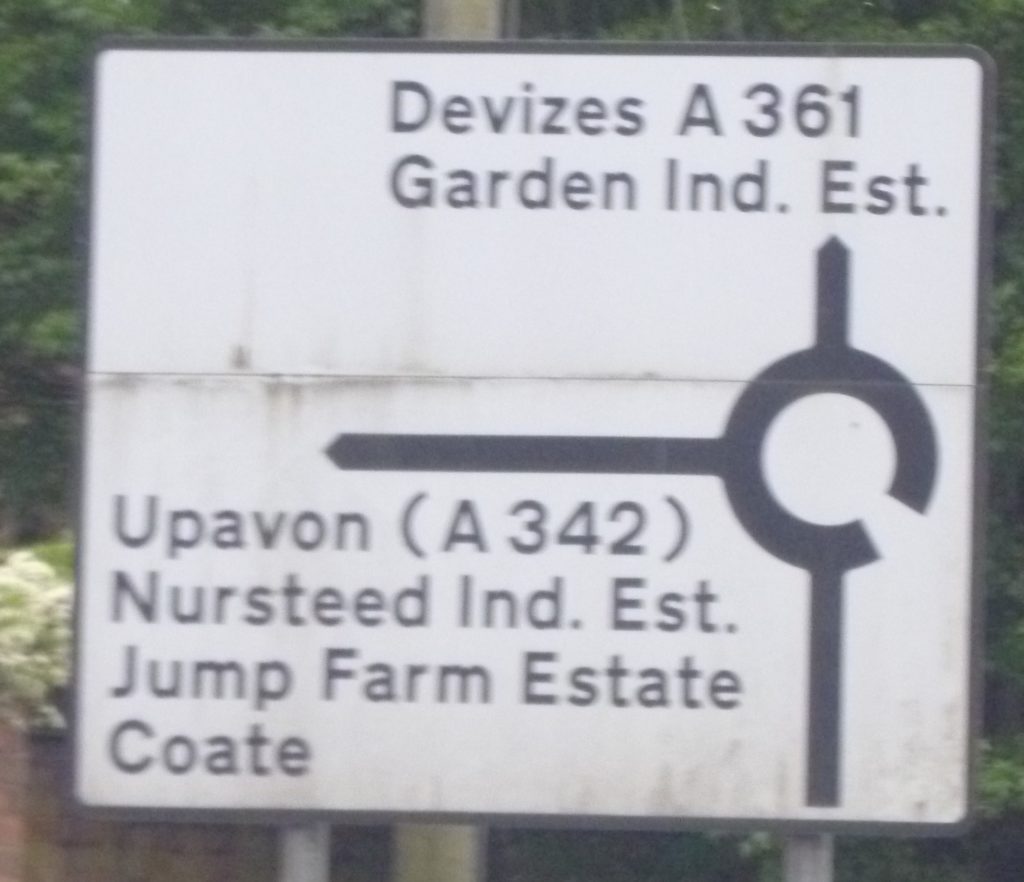 Devizes A 361
Garden Ind. Est.
Upavon (A 342)
Nursteed Ind. Est.
Jump Farm Estate
Coate